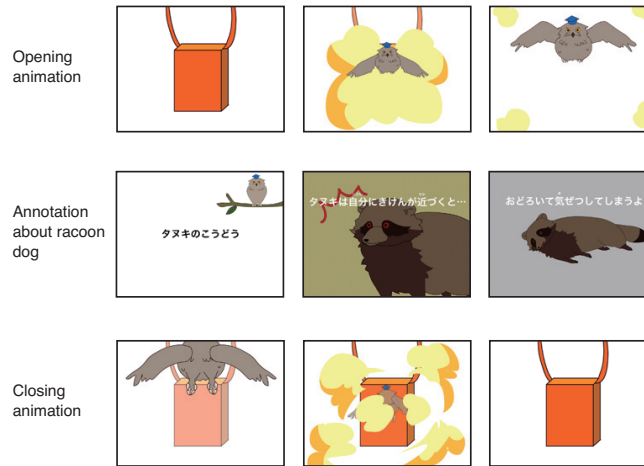 Opening
animation
Annotation
about racoon
dog
タヌキのこうどう
タヌキは自分にきけんが近づくと…
おどろいて気ぜつしてしまうよ
Closing
animation